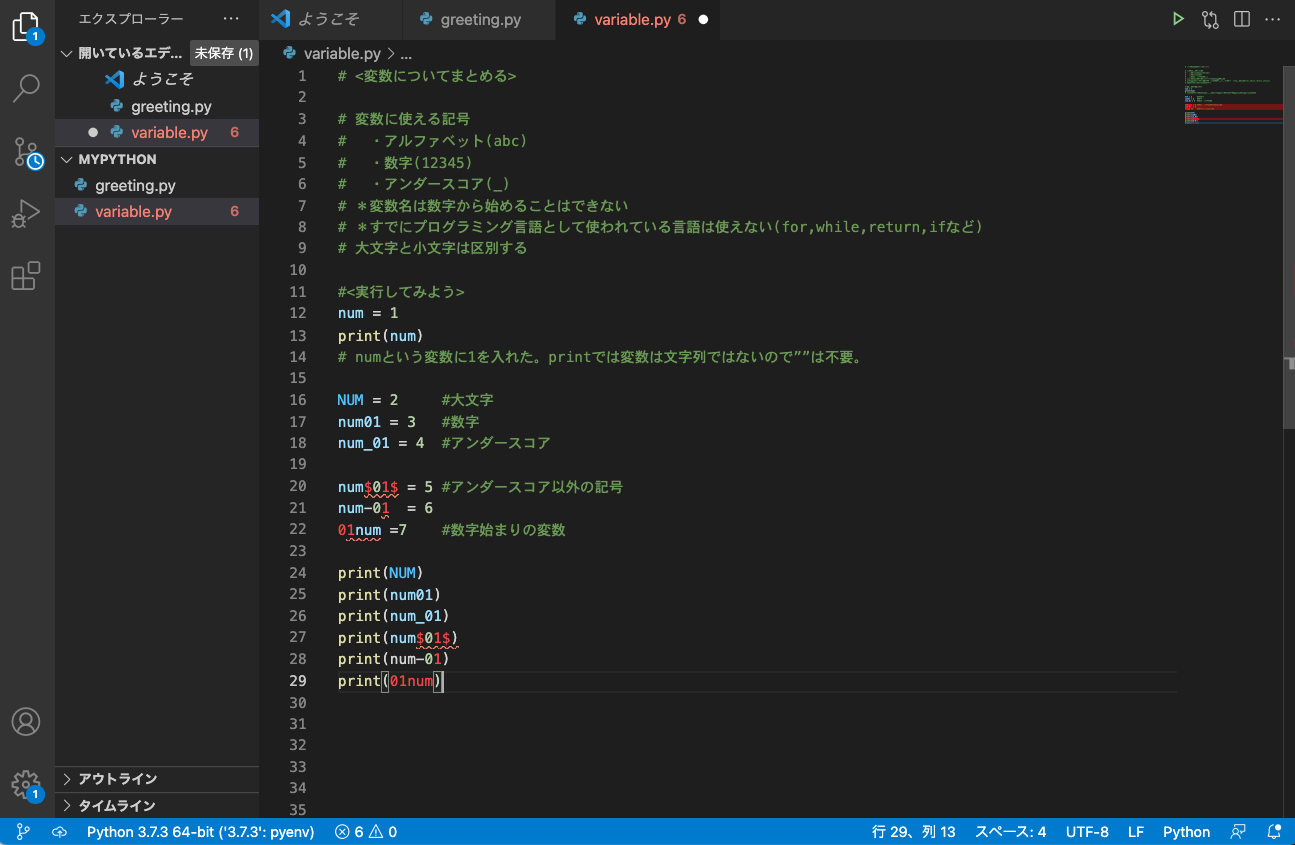 エクスプローラー ···
ようこそ
greeting.py
variable.py 6 ●
1
開いているエデ... 未保存 (1)
ようこそ
greeting.py
● variable.py 6
MYPYTHON
greeting.py
variable.py 6
アウトライン
タイムライン
1
variable.py > ...
1 # <変数についてまとめる>
2
3 # 変数に使える記号
4 #   ・アルファベット(abc)
5 #   ・数字(12345)
6 #   ・アンダースコア(_)
7 # ＊変数名は数字から始めることはできない
8 # ＊すでにプログラミング言語として使われている言語は使えない(for,while,return,ifなど)
9 # 大文字と小文字は区別する
10
11 #<実行してみよう>
12 num = 1
13 print(num)
14 # numという変数に1を入れた。printでは変数は文字列ではないので””は不要。
15
16 NUM = 2     #大文字
17 num01 = 3   #数字
18 num_01 = 4  #アンダースコア
19
20 num$01$ = 5 #アンダースコア以外の記号
21 num-01  = 6
22 01num =7    #数字始まりの変数
23
24 print(NUM)
25 print(num01)
26 print(num_01)
27 print(num$01$)
28 print(num-01)
29 print(01num)
30
31
32
33
34
35
Python 3.7.3 64-bit ('3.7.3': pyenv) 6 0 行 29、列 13 スペース: 4 UTF-8 LF Python